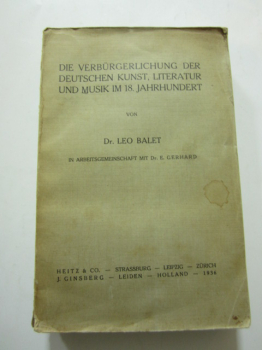 DIE VERBÜRGERLICHUNG DER
DEUTSCHEN KUNST, LITERATUR
UND MUSIK IM 18. JAHRHUNDERT
VON
Dr. LEO BALET
IN ARBEITSGEMEINSCHAFT MIT Dr. E. GERHARD
HEITZ & CO. — STRASSBURG — LEIPZIG — ZÜRICH
J. GINSBERG — LEIDEN — HOLLAND — 1936